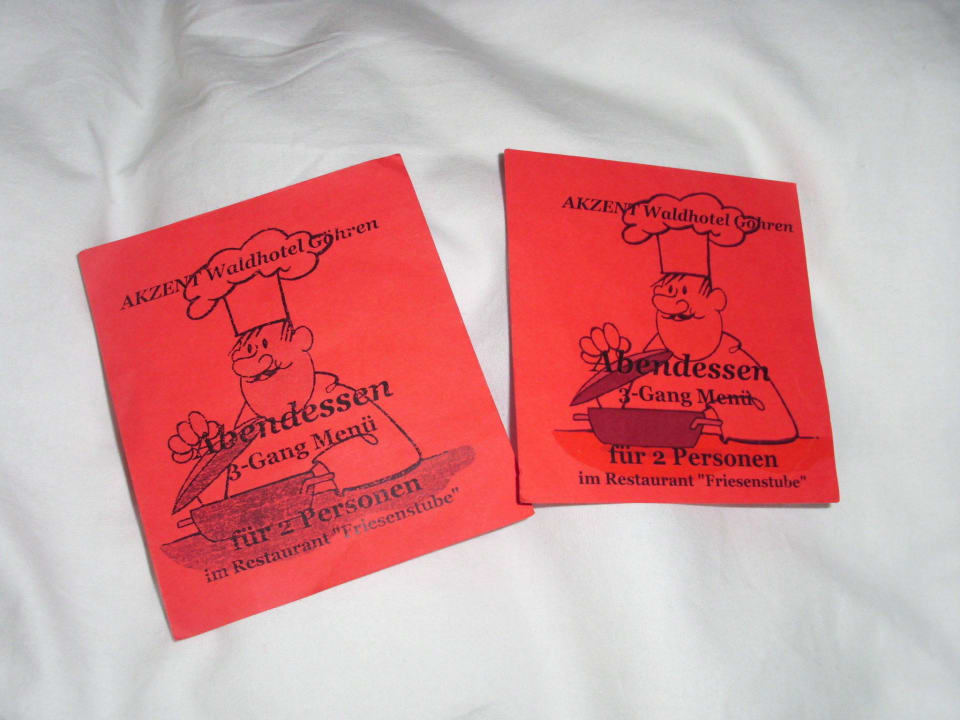 AKZENT Waldhotel Göhren
Abendessen
3-Gang Menü
für 2 Personen
im Restaurant "Friesenstube"
AKZENT Waldhotel Göhren
Abendessen
3-Gang Menü
für 2 Personen
im Restaurant "Friesenstube"